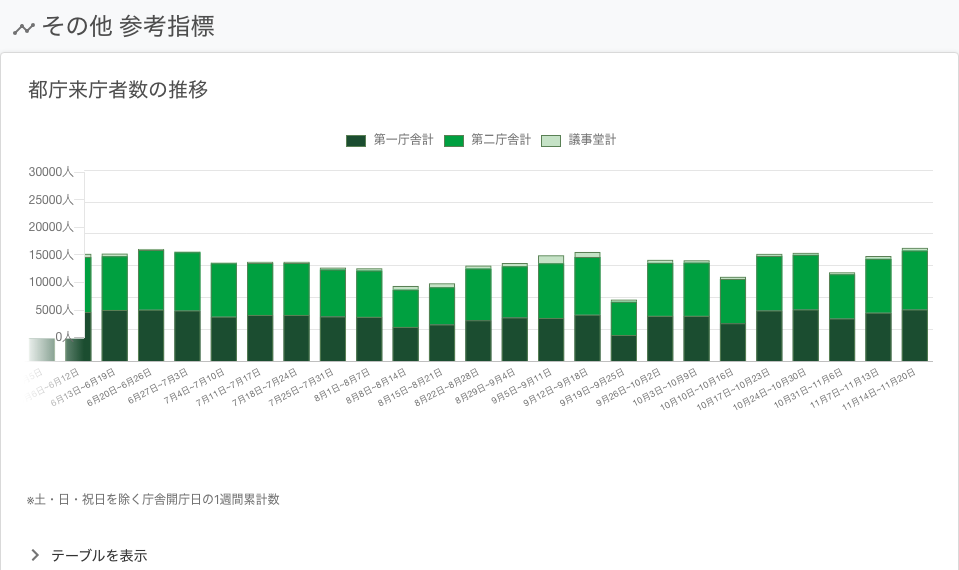 その他 参考指標
都庁来庁者数の推移
第一庁舎計 第二庁舎計 議事堂計
30000人
25000人
20000人
15000人
10000人
5000人
0人
6月13日~6月19日
6月20日~6月26日
6月27日~7月3日
7月4日~7月10日
7月11日~7月17日
7月18日~7月24日
7月25日~7月31日
8月1日~8月7日
8月8日~8月14日
8月15日~8月21日
8月22日~8月28日
8月29日~9月4日
9月5日~9月11日
9月12日~9月18日
9月19日~9月25日
9月26日~10月2日
10月3日~10月9日
10月10日~10月16日
10月17日~10月23日
10月24日~10月30日
10月31日~11月6日
11月7日~11月13日
11月14日~11月20日
※土・日・祝日を除く庁舎開庁日の1週間累計数
テーブルを表示